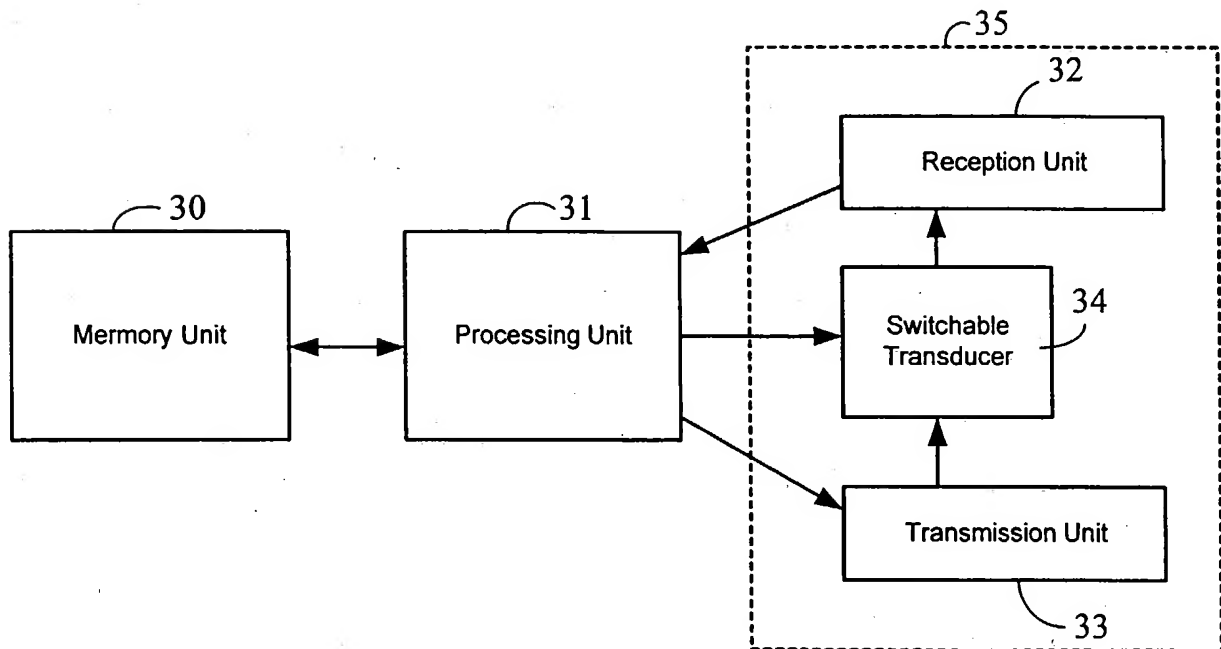 35
32
Reception Unit
30
31
Mermory Unit
Processing Unit
Switchable
Transducer
34
Transmission Unit
33